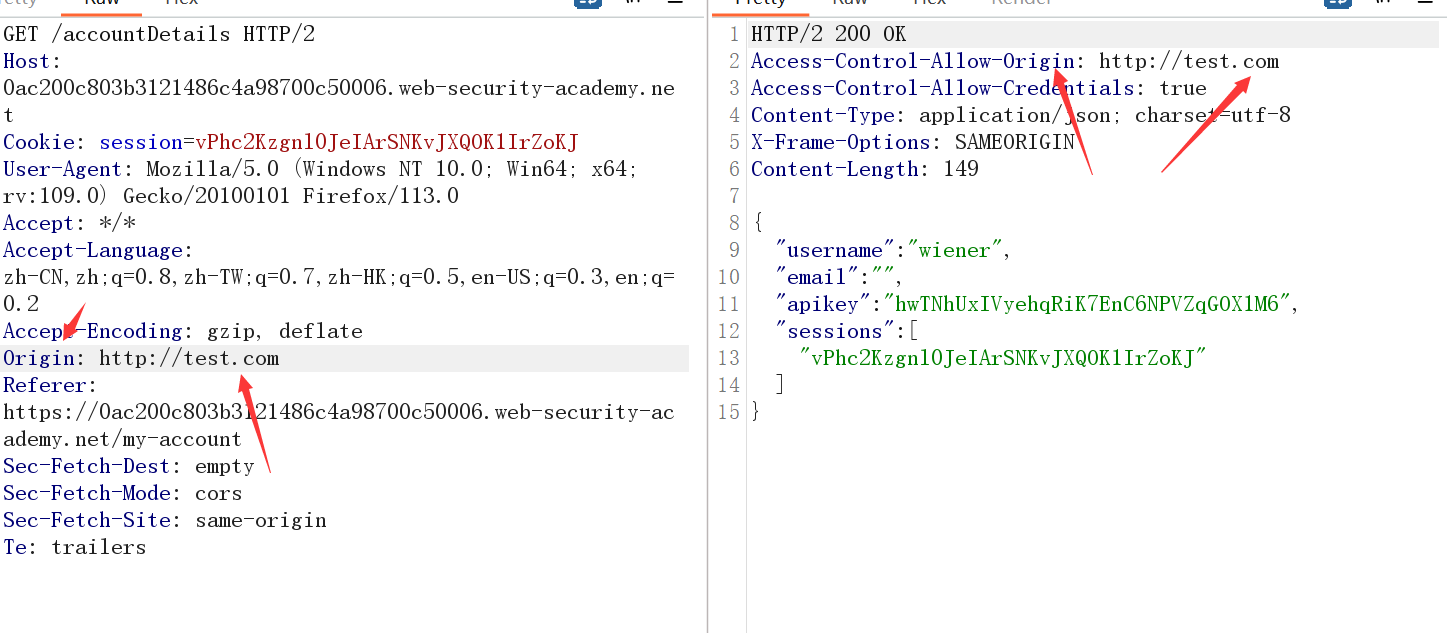 Pretty Raw Hex
Pretty Raw Hex Render
GET /accountDetails HTTP/2
Host:
0ac200c803b3121486c4a98700c50006.web-security-academy.ne
t
Cookie: session=vPhc2Kzgnl0JeIArSNKvJXQOK1IrZoKJ
User-Agent: Mozilla/5.0 (Windows NT 10.0; Win64; x64;
rv:109.0) Gecko/20100101 Firefox/113.0
Accept: */*
Accept-Language:
zh-CN,zh;q=0.8,zh-TW;q=0.7,zh-HK;q=0.5,en-US;q=0.3,en;q=
0.2
Accept-Encoding: gzip, deflate
Origin: http://test.com
Referer:
https://0ac200c803b3121486c4a98700c50006.web-security-ac
ademy.net/my-account
Sec-Fetch-Dest: empty
Sec-Fetch-Mode: cors
Sec-Fetch-Site: same-origin
Te: trailers
1 HTTP/2 200 OK
2 Access-Control-Allow-Origin: http://test.com
3 Access-Control-Allow-Credentials: true
4 Content-Type: application/json; charset=utf-8
5 X-Frame-Options: SAMEORIGIN
6 Content-Length: 149
7
8 {
9 "username":"wiener",
10 "email":"",
11 "apikey":"hwTNhUxIVyehqRiK7EnC6NPVZqGOX1M6",
12 "sessions":[
13 "vPhc2Kzgnl0JeIArSNKvJXQOK1IrZoKJ"
14 ]
15 }